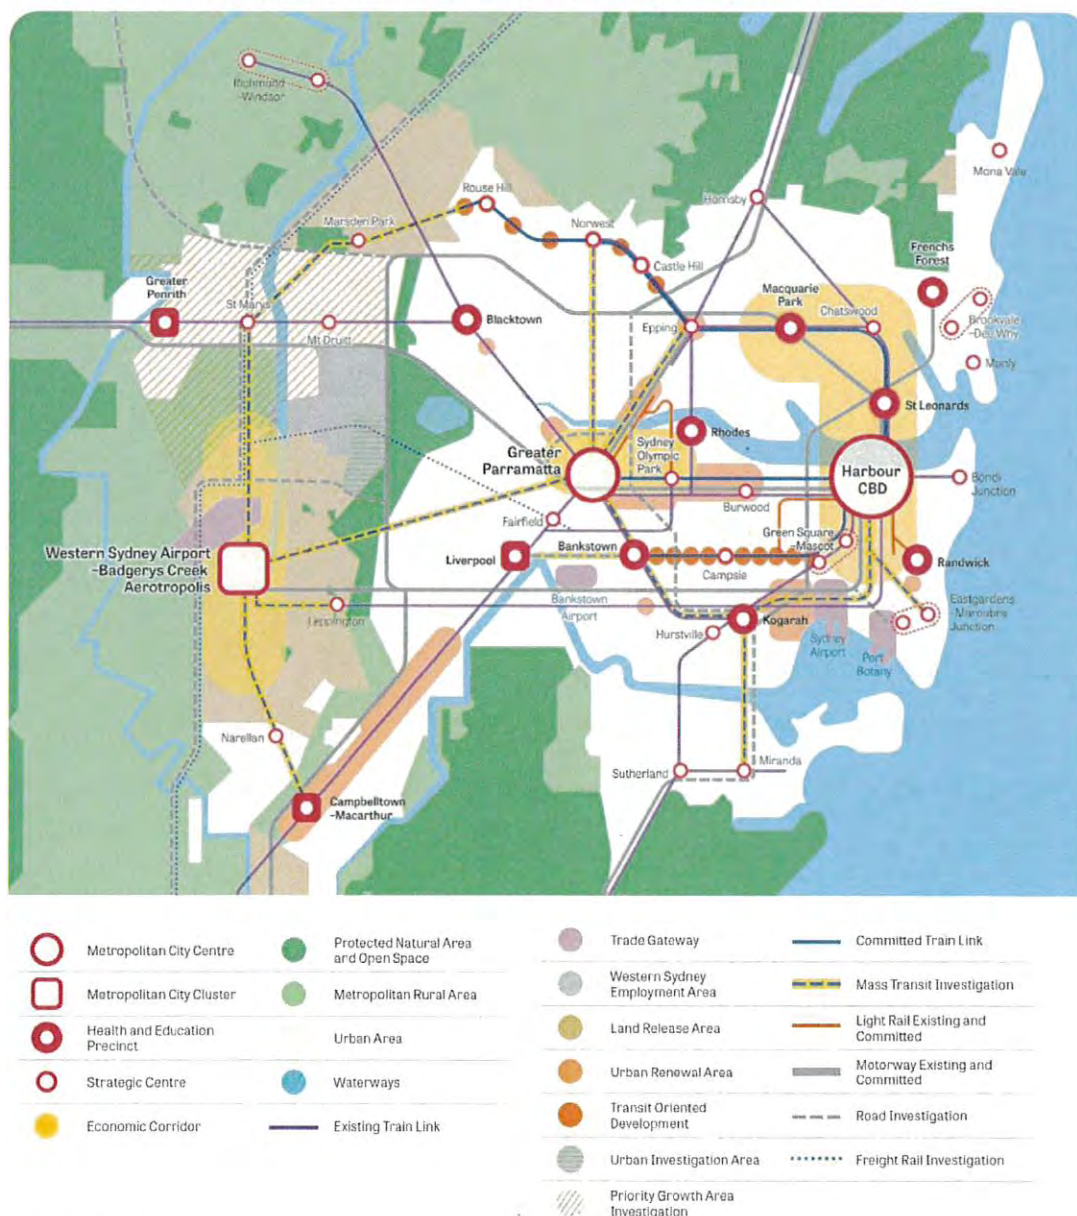 Richmond
-Windsor
Mona Vale
Rouse Hill
Hornsby
Marsden Park
Norwest
Frenchs
Forest
Castle Hill
Greater
Penrith
Macquarie
Park
St Marys
Blacktown
Chatswood
Epping
Brookvale
-Dee Why
Mt Druitt
Manly
St Leonards
Rhodes
Greater
Parramatta
Sydney
Olympic
Park
Harbour
CBD
Bondi
Junction
Burwood
Fairfield
Green Square
-Mascot
Western Sydney Airport
-Badgerys Creek
Aerotropolis
Liverpool
Bankstown
Randwick
Campsie
Bankstown
Airport
Leppington
Eastgardens
-Maroubra
Junction
Kogarah
Hurstville
Sydney
Airport
Port
Botany
Narellan
Sutherland
Miranda
Campbelltown
-Macarthur
Metropolitan City Centre
Metropolitan City Cluster
Health and Education
Precinct
Strategic Centre
Economic Corridor
Protected Natural Area
and Open Space
Metropolitan Rural Area
Urban Area
Waterways
Existing Train Link
Trade Gateway
Western Sydney
Employment Area
Land Release Area
Urban Renewal Area
Transit Oriented
Development
Urban Investigation Area
Priority Growth Area
Investigation
Committed Train Link
Mass Transit Investigation
Light Rail Existing and
Committed
Motorway Existing and
Committed
Road Investigation
Freight Rail Investigation